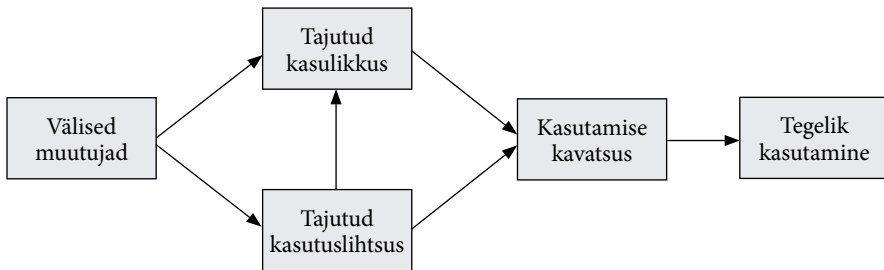 Välised
muutujad
Tajutud
kasulikkus
Tajutud
kasutuslihtsus
Kasutamise
kavatsus
Tegelik
kasutamine